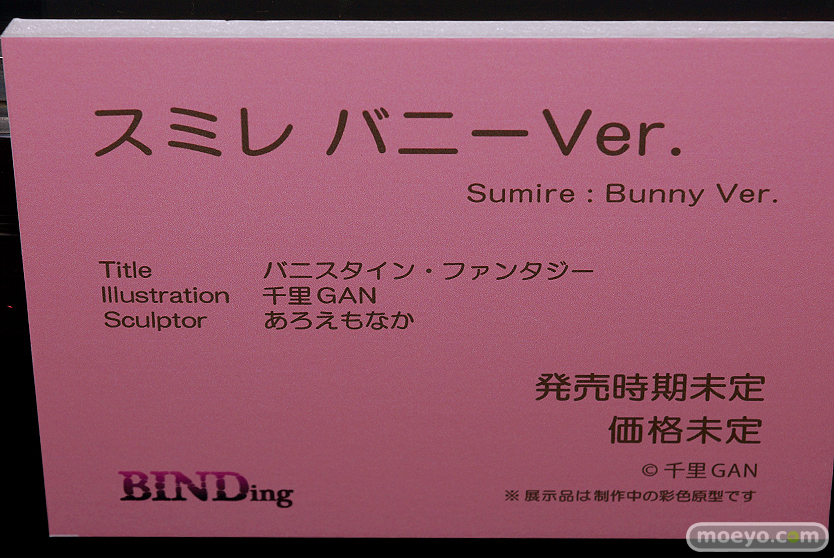 スミレ バニーVer.
Sumire : Bunny Ver.
Title バニスタイン・ファンタジー
Illustration 千里GAN
Sculptor あろえもなか
発売時期未定
価格未定
©千里GAN
※展示品は制作中の彩色原型です
BINDing
moeyo.com